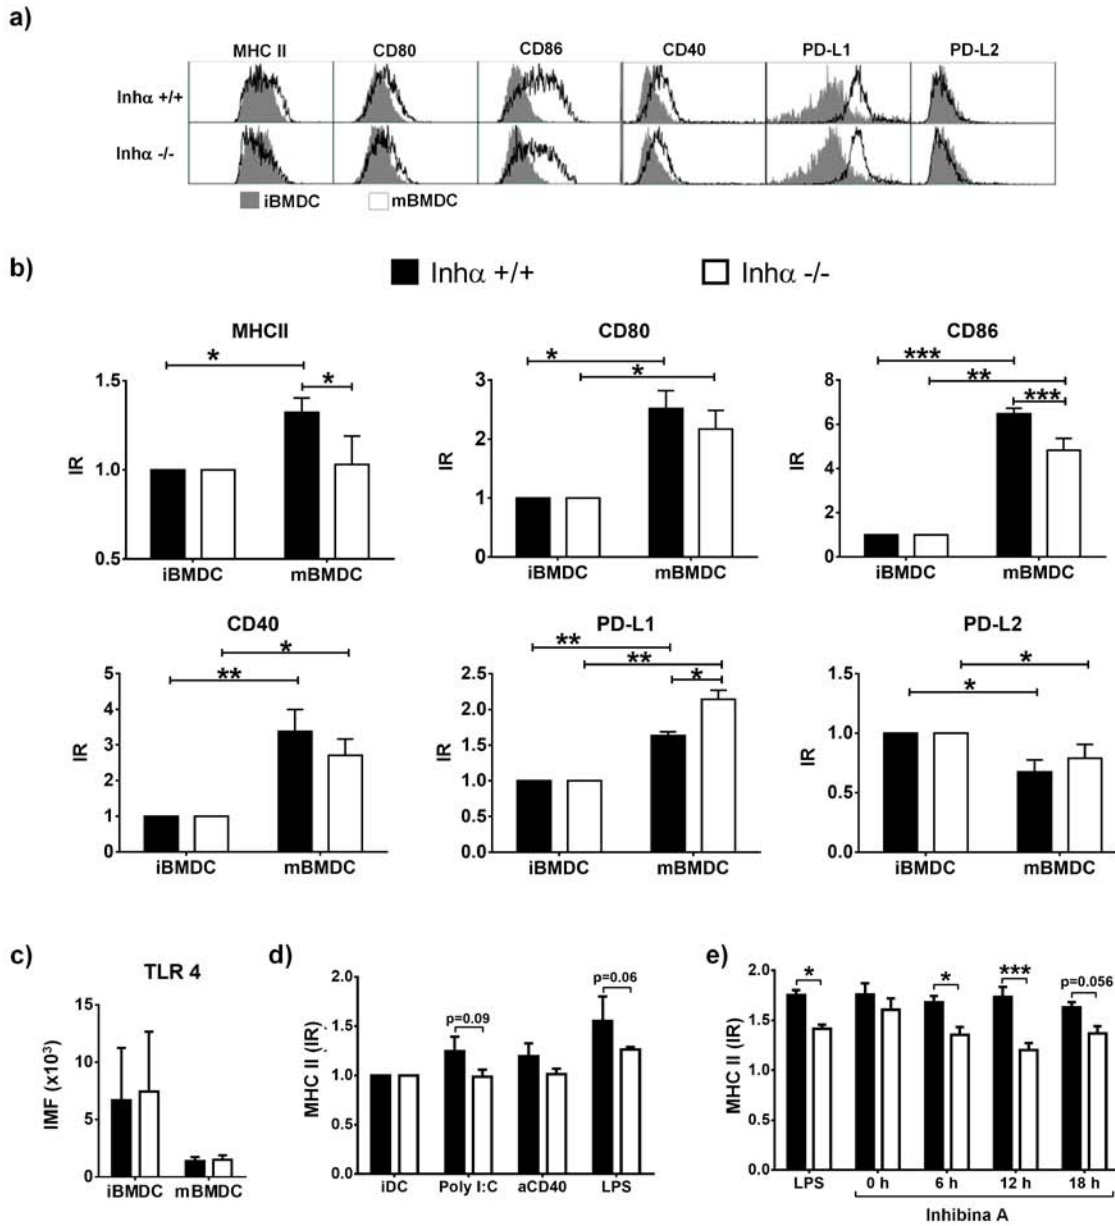 a)
MHC II CD80 CD86 CD40 PD-L1 PD-L2
Inhα +/+
Inhα -/-
iBMDC mBMDC
b)
Inhα +/+ Inhα -/-
MHCII CD80 CD86
* * * * *** ** ***
1.5 1.0 0.5
IR
3 2 1 0
IR
8 6 4 2 0
IR
iBMDC mBMDC iBMDC mBMDC iBMDC mBMDC
CD40 PD-L1 PD-L2
** * ** ** * * *
5 4 3 2 1 0
IR
2.5 2.0 1.5 1.0 0.5 0.0
IR
1.5 1.0 0.5 0.0
IR
iBMDC mBMDC iBMDC mBMDC iBMDC mBMDC
c)
TLR 4
15 10 5 0
IMF (x10³)
iBMDC mBMDC
d)
2.0 1.5 1.0 0.5 0.0
MHC II (IR)
p=0.09 p=0.06
iDC Poly I:C aCD40 LPS
e)
2.0 1.5 1.0 0.5 0.0
MHC II (IR)
* * *** p=0.056
LPS 0 h 6 h 12 h 18 h
Inhibina A